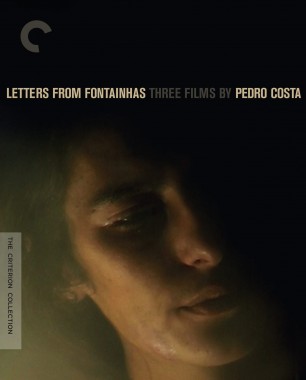 LETTERS FROM FONTAINHAS THREE FILMS BY PEDRO COSTA
THE CRITERION COLLECTION